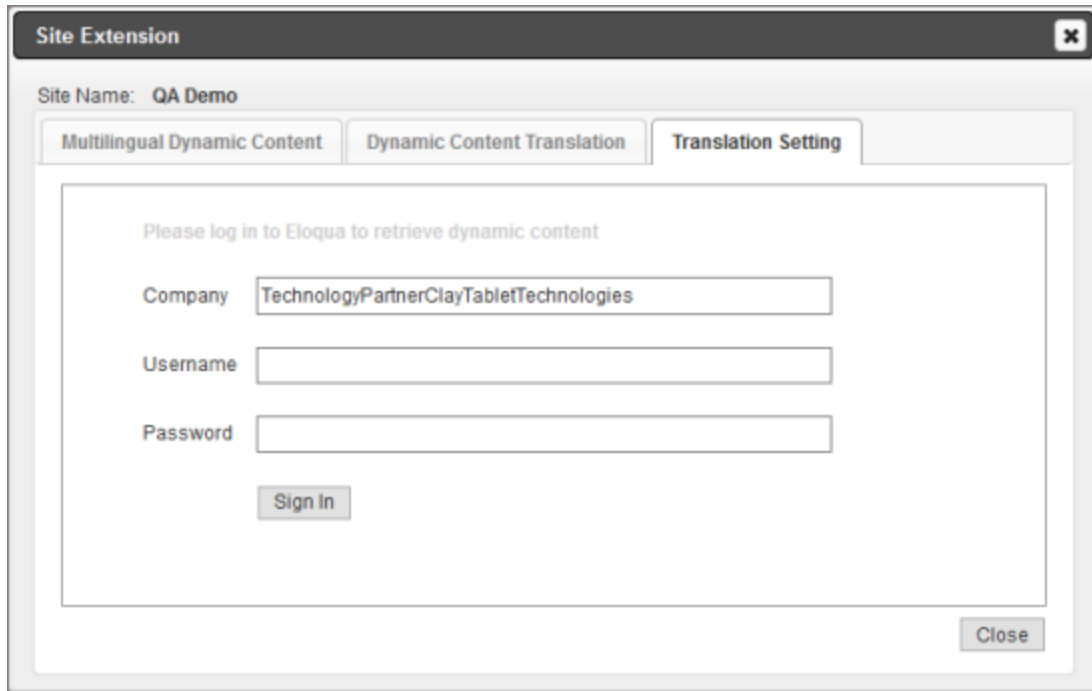 Site Extension
Site Name: QA Demo
Multilingual Dynamic Content Dynamic Content Translation Translation Setting
Please log in to Eloqua to retrieve dynamic content
Company TechnologyPartnerClayTabletTechnologies
Username
Password
Sign In
Close